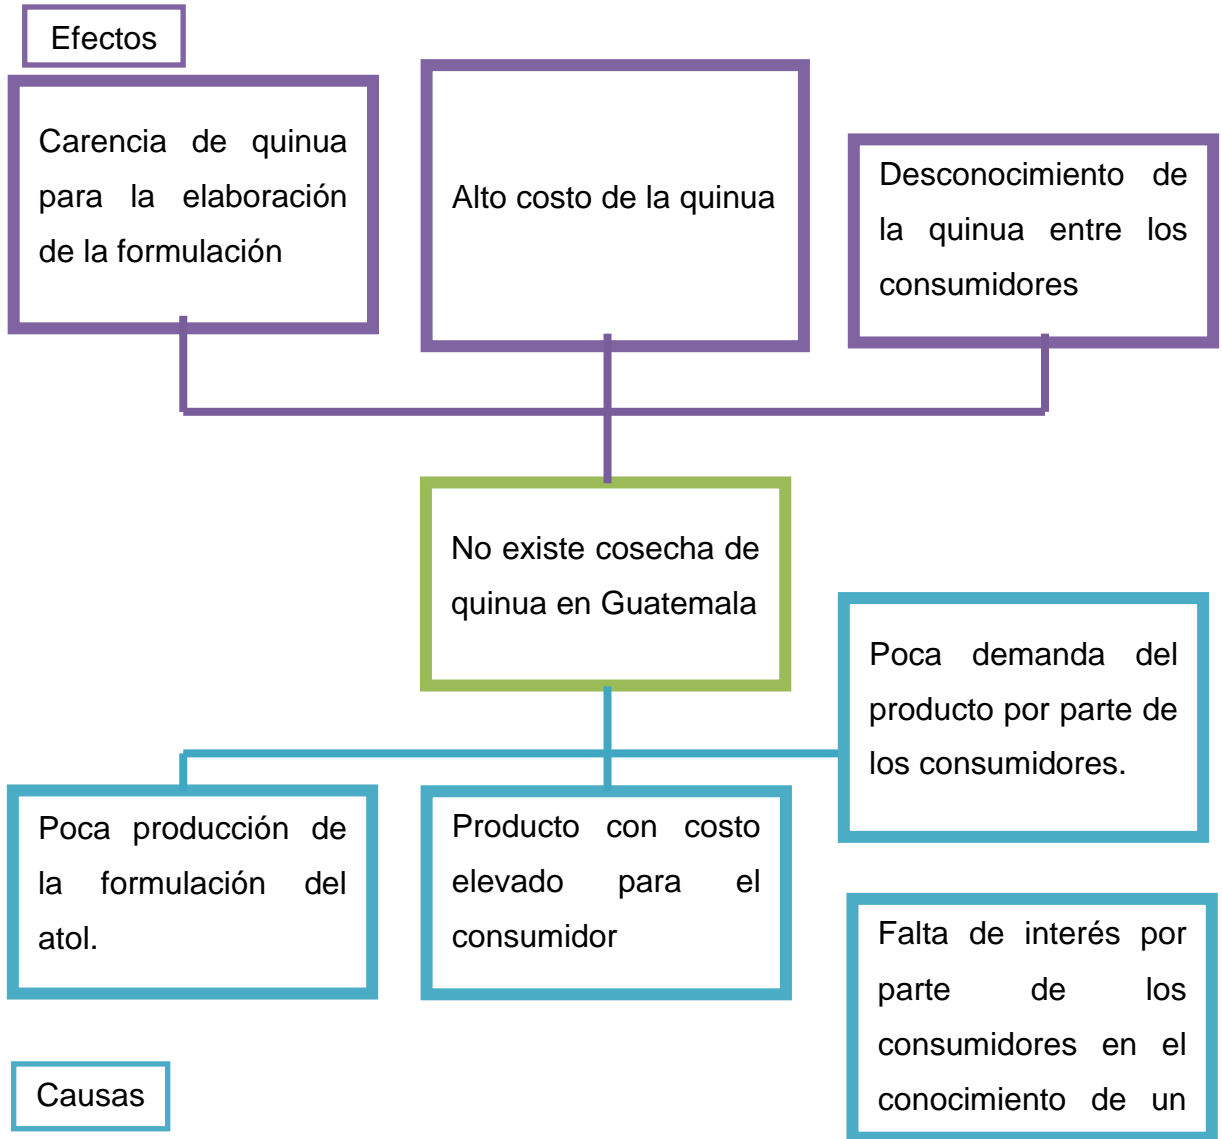 Efectos
Carencia de quinua
para la elaboración
de la formulación
Alto costo de la quinua
Desconocimiento de
la quinua entre los
consumidores
No existe cosecha de
quinua en Guatemala
Poca demanda del
producto por parte de
los consumidores.
Poca producción de
la formulación del
atol.
Producto con costo
elevado para el
consumidor
Falta de interés por
parte de los
consumidores en el
conocimiento de un
Causas